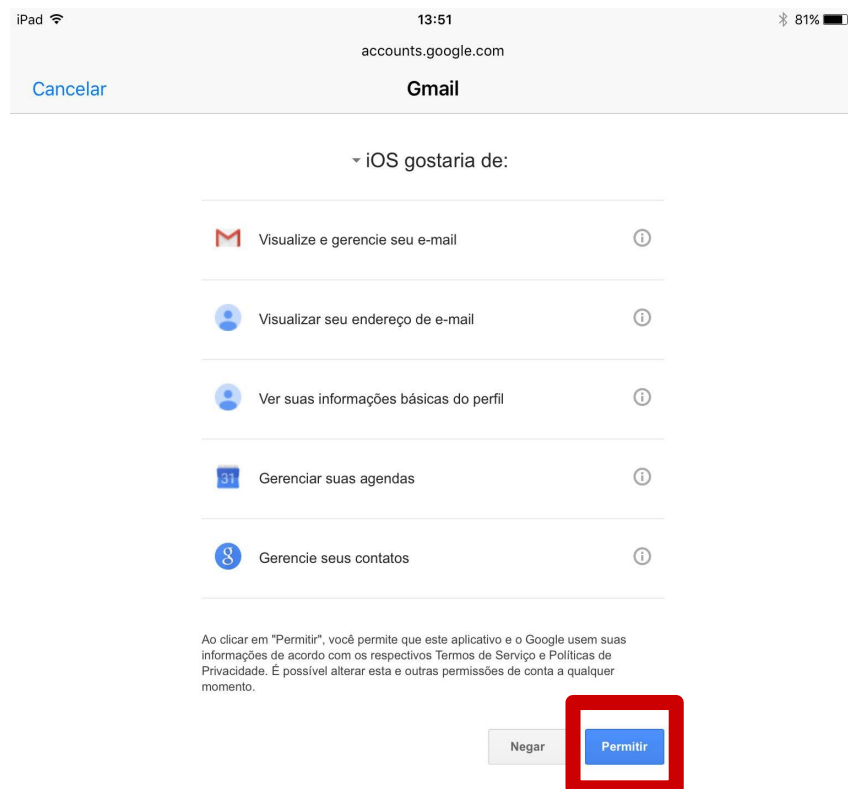 iPad 13:51 81%
accounts.google.com
Cancelar Gmail
iOS gostaria de:
Visualize e gerencie seu e-mail
Visualizar seu endereço de e-mail
Ver suas informações básicas do perfil
31 Gerenciar suas agendas
8 Gerencie seus contatos
Ao clicar em "Permitir", você permite que este aplicativo e o Google usem suas
informações de acordo com os respectivos Termos de Serviço e Políticas de
Privacidade. É possível alterar esta e outras permissões de conta a qualquer
momento.
Negar Permitir